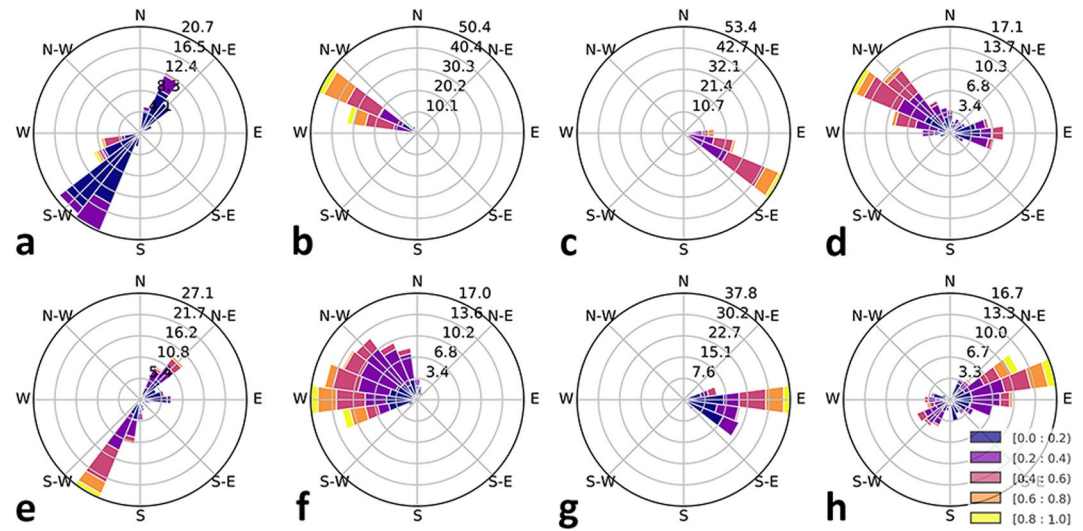 N
20.7
16.5
12.4
8.3
N-W
N-E
W
E
S-W
S-E
S
a
N
50.4
40.4
30.3
20.2
10.1
N-W
N-E
W
E
S-W
S-E
S
b
N
53.4
42.7
32.1
21.4
10.7
N-W
N-E
W
E
S-W
S-E
S
c
N
17.1
13.7
10.3
6.8
3.4
N-W
N-E
W
E
S-W
S-E
S
d
N
27.1
21.7
16.2
10.8
N-W
N-E
W
E
S-W
S-E
S
e
N
17.0
13.6
10.2
6.8
3.4
N-W
N-E
W
E
S-W
S-E
S
f
N
37.8
30.2
22.7
15.1
7.6
N-W
N-E
W
E
S-W
S-E
S
g
N
16.7
13.3
10.0
6.7
3.3
N-W
N-E
W
E
S-W
S-E
S
h
[0.0 : 0.2)
[0.2 : 0.4)
[0.4 : 0.6)
[0.6 : 0.8)
[0.8 : 1.0]